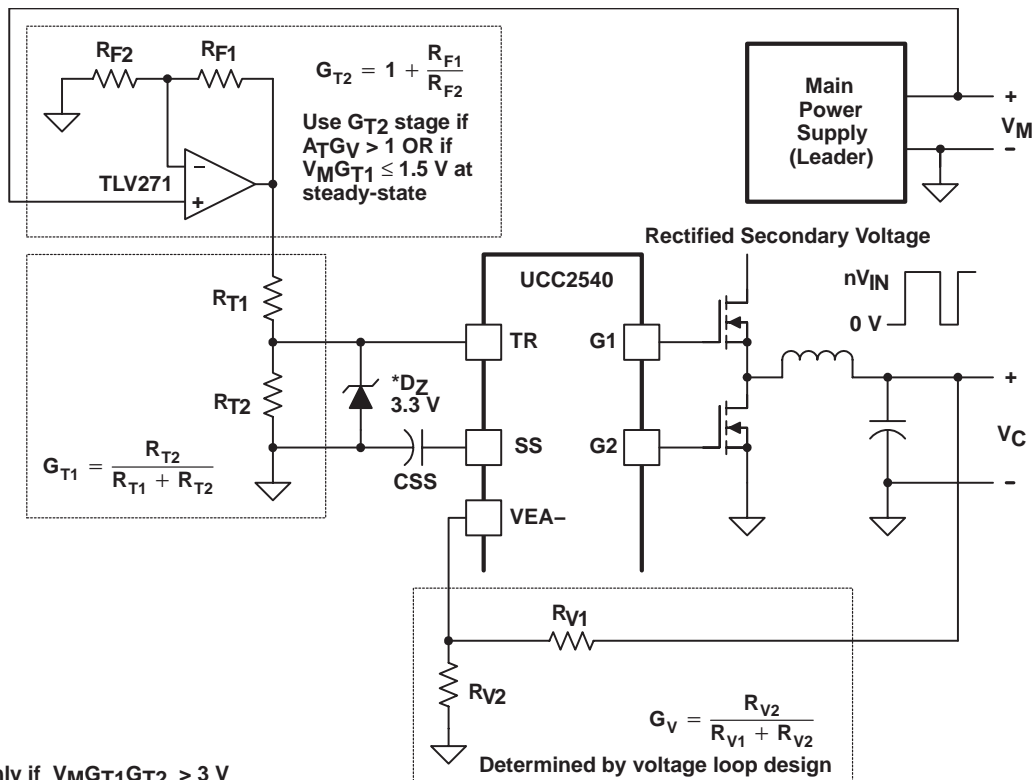 RF2
RF1
GT2 = 1 + RF1/RF2
Use GT2 stage if
ATGV > 1 OR if
VMGT1 ≤ 1.5 V at
steady-state
−
+
TLV271
Main
Power
Supply
(Leader)
+
VM
-
Rectified Secondary Voltage
nVIN
0 V
RT1
RT2
GT1 = RT2/(RT1 + RT2)
*DZ
3.3 V
CSS
UCC2540
TR
SS
VEA−
G1
G2
+
VC
-
RV1
RV2
GV = RV2/(RV1 + RV2)
Determined by voltage loop design
if VMGT1GT2 > 3 V